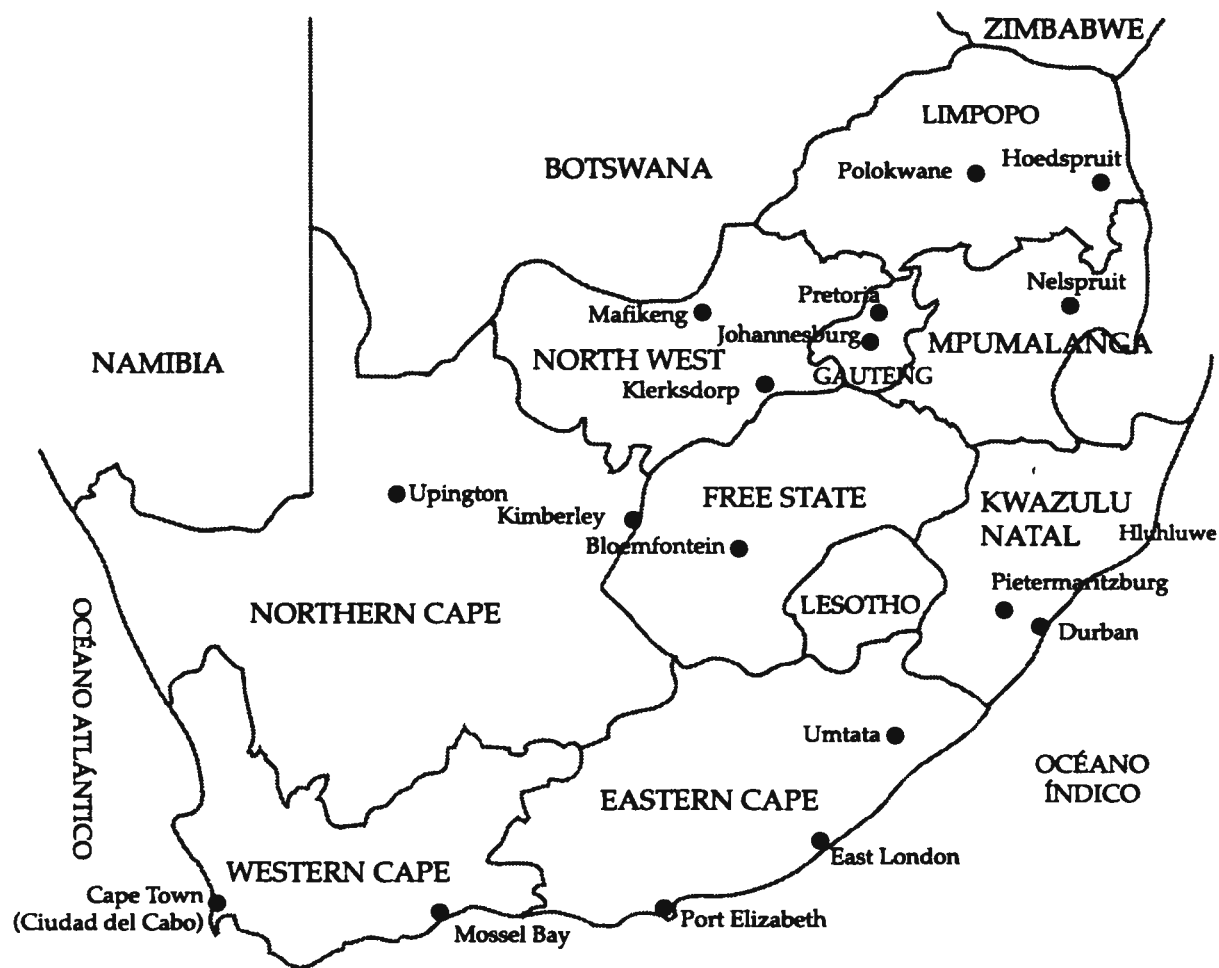 ZIMBABWE
LIMPOPO
BOTSWANA
Polokwane
Hoedspruit
Nelspruit
Pretoria
Mafikeng
Johannesburg
NAMIBIA
NORTH WEST
MPUMALANGA
GAUTENG
Klerksdorp
Upington
Kimberley
FREE STATE
KWAZULU
NATAL
Hluhluwe
Bloemfontein
Pietermaritzburg
NORTHERN CAPE
LESOTHO
Durban
OCÉANO ATLÁNTICO
Umtata
OCÉANO
ÍNDICO
EASTERN CAPE
East London
WESTERN CAPE
Cape Town
(Ciudad del Cabo)
Mossel Bay
Port Elizabeth